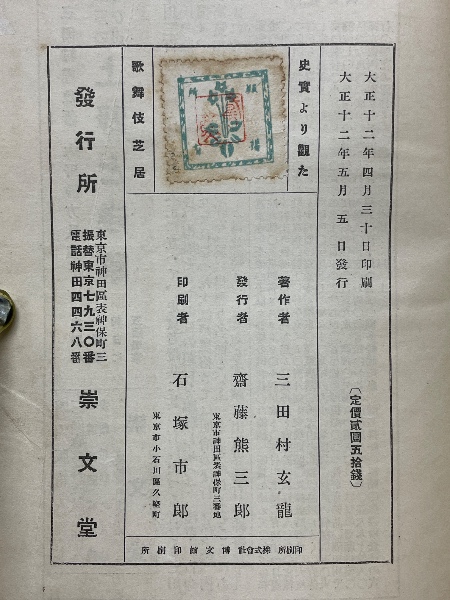 大正十二年四月三十日印刷
大正十二年五月五日發行
〔定價貳圓五拾錢〕
史實より觀た
歌舞伎芝居
著作者 三田村玄龍
發行者 齋藤熊三郎
東京市神田區表神保町三番地
印刷者 石塚市郎
東京市小石川區久堅町
印刷所 株式會社博文館印刷所
發行所 崇文堂
東京市神田區表神保町三
振替東京七九三〇番
電話神田四四六八番